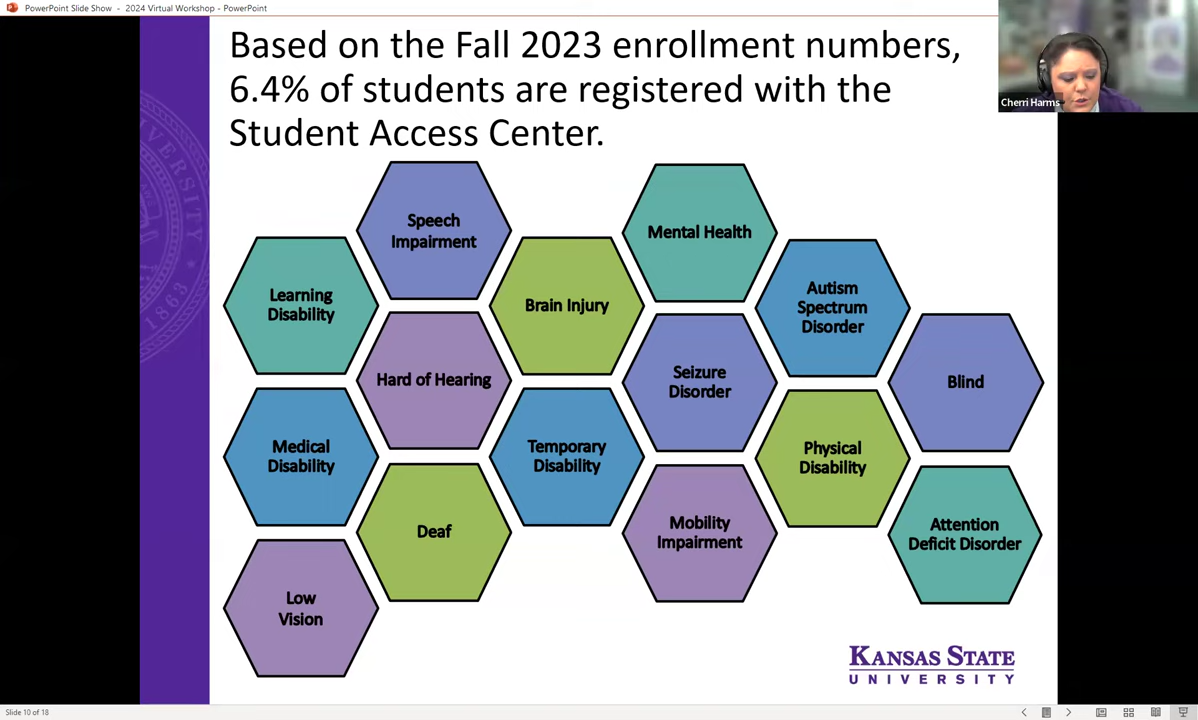 PowerPoint Slide Show - 2024 Virtual Workshop - PowerPoint
Based on the Fall 2023 enrollment numbers,
6.4% of students are registered with the
Student Access Center.
Cherri Harms
Speech
Impairment
Mental Health
Learning
Disability
Brain Injury
Autism
Spectrum
Disorder
Hard of Hearing
Seizure
Disorder
Blind
Medical
Disability
Temporary
Disability
Physical
Disability
Deaf
Mobility
Impairment
Attention
Deficit Disorder
Low
Vision
KANSAS STATE
UNIVERSITY
UNIVERSITY
1863
Slide 10 of 18